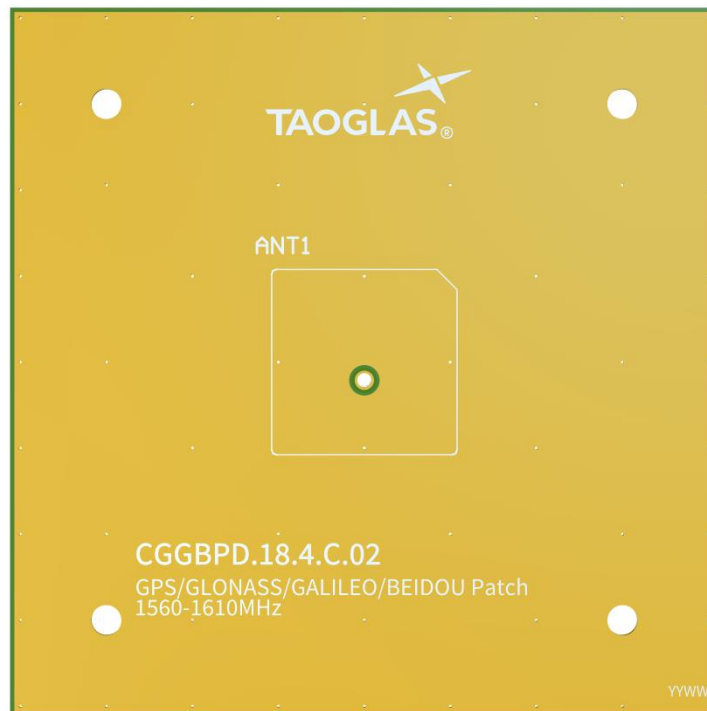 TAOGLAS®
ANT1
CGGBPD.18.4.C.02
GPS/GLONASS/GALILEO/BEIDOU Patch
1560-1610MHz
YYWW